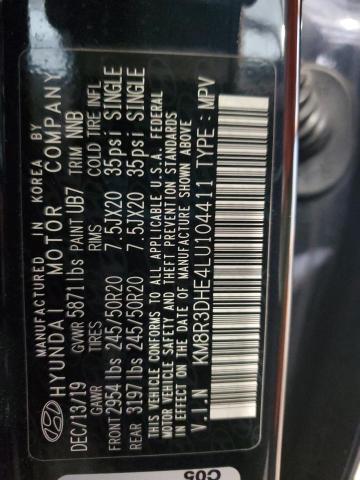 MANUFACTURED IN KOREA BY
HYUNDAI MOTOR COMPANY
DEC/13/19 GVWR 5871 lbs PAINT UB7 TRIM NNB
GAWR TIRES RIMS COLD TIRE INFL
FRONT 2954 lbs 245/50R20 7.5JX20 35psi SINGLE
REAR 3197 lbs 245/50R20 7.5JX20 35psi SINGLE
THIS VEHICLE CONFORMS TO ALL APPLICABLE U.S.A. FEDERAL
MOTOR VEHICLE SAFETY AND THEFT PREVENTION STANDARDS
IN EFFECT ON THE DATE OF MANUFACTURE SHOWN ABOVE.
V.I.N : KM8R3DHE4LU104411 TYPE : MPV
C05